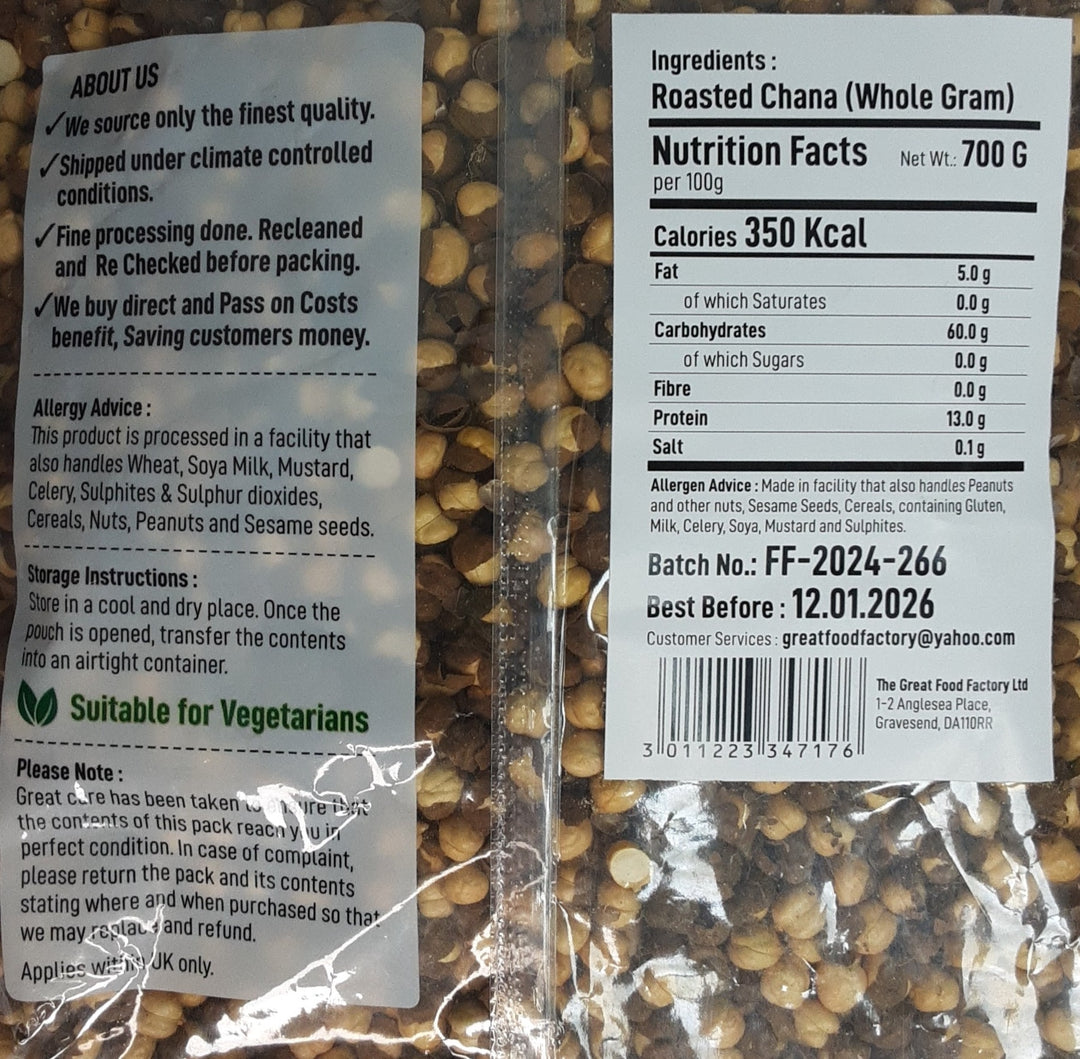 ABOUT US
✓We source only the finest quality.
✓Shipped under climate controlled
conditions.
✓Fine processing done. Recleaned
and Re Checked before packing.
✓We buy direct and Pass on Costs
benefit, Saving customers money.
Allergy Advice :
This product is processed in a facility that
also handles Wheat, Soya Milk, Mustard,
Celery, Sulphites & Sulphur dioxides,
Cereals, Nuts, Peanuts and Sesame seeds.
Storage Instructions :
Store in a cool and dry place. Once the
pouch is opened, transfer the contents
into an airtight container.
Suitable for Vegetarians
Please Note :
Great care has been taken to ensure that
the contents of this pack reach you in
perfect condition. In case of complaint,
please return the pack and its contents
stating where and when purchased so that
we may replace and refund.
Applies within UK only.
Ingredients :
Roasted Chana (Whole Gram)
Nutrition Facts Net Wt.: 700 G
per 100g
Calories 350 Kcal
Fat 5.0 g
of which Saturates 0.0 g
Carbohydrates 60.0 g
of which Sugars 0.0 g
Fibre 0.0 g
Protein 13.0 g
Salt 0.1 g
Allergen Advice : Made in facility that also handles Peanuts
and other nuts, Sesame Seeds, Cereals, containing Gluten,
Milk, Celery, Soya, Mustard and Sulphites.
Batch No.: FF-2024-266
Best Before : 12.01.2026
Customer Services : greatfoodfactory@yahoo.com
The Great Food Factory Ltd
1-2 Anglesea Place,
Gravesend, DA110RR
3 011223 347176